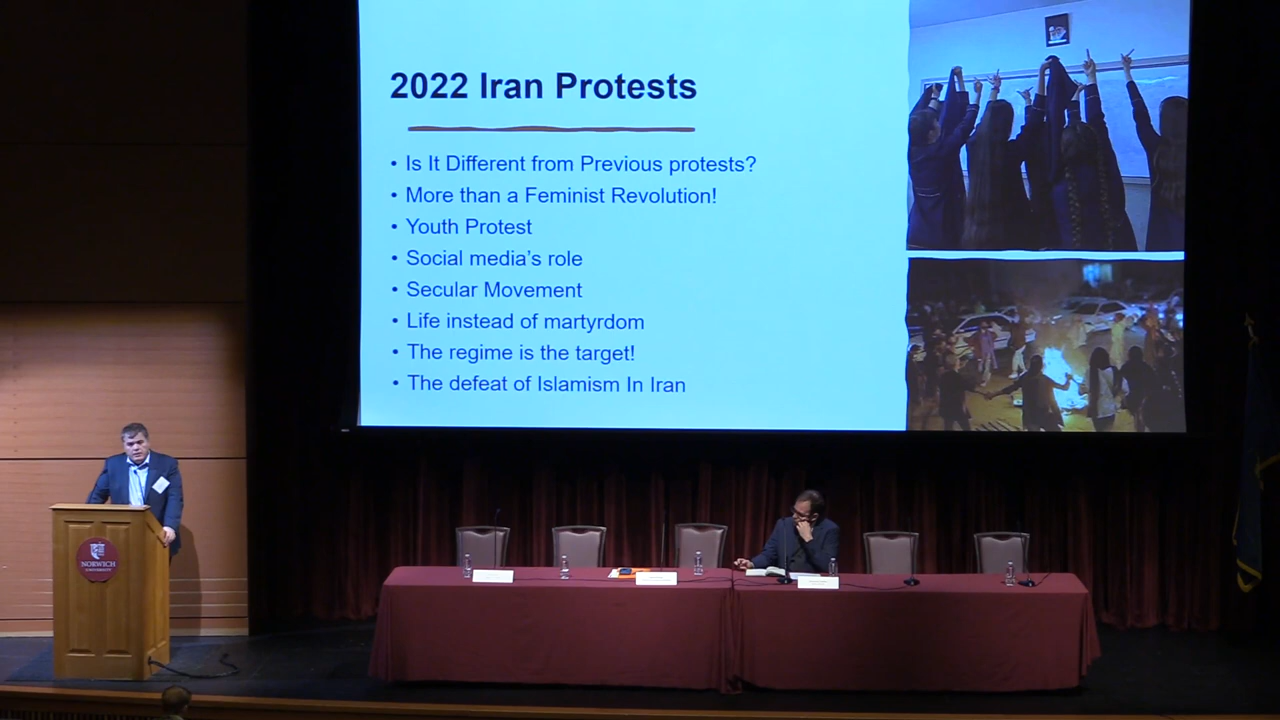 2022 Iran Protests
• Is It Different from Previous protests?
• More than a Feminist Revolution!
• Youth Protest
• Social media's role
• Secular Movement
• Life instead of martyrdom
• The regime is the target!
• The defeat of Islamism In Iran
NORWICH
UNIVERSITY